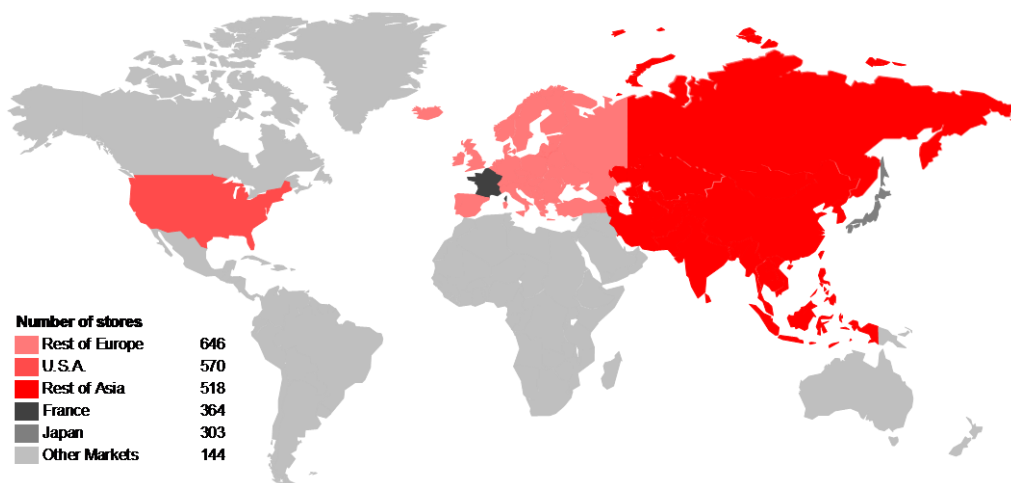 Number of stores
Rest of Europe 646
U.S.A. 570
Rest of Asia 518
France 364
Japan 303
Other Markets 144